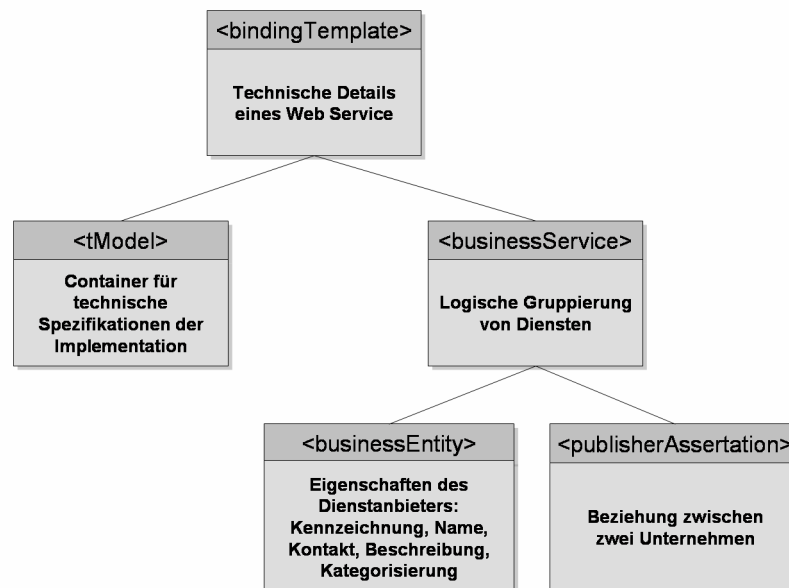 <bindingTemplate>
Technische Details
eines Web Service
<tModel>
Container für
technische
Spezifikationen der
Implementation
<businessService>
Logische Gruppierung
von Diensten
<businessEntity>
Eigenschaften des
Dienstanbieters:
Kennzeichnung, Name,
Kontakt, Beschreibung,
Kategorisierung
<publisherAssertation>
Beziehung zwischen
zwei Unternehmen